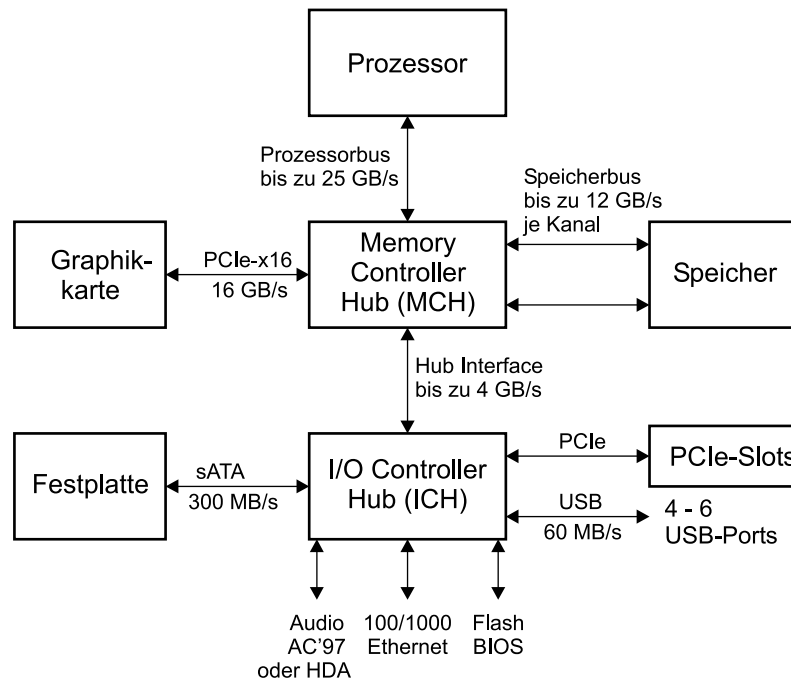 Prozessor
Prozessorbus
bis zu 25 GB/s
Speicherbus
bis zu 12 GB/s
je Kanal
Graphik-
karte
PCIe-x16
16 GB/s
Memory
Controller
Hub (MCH)
Speicher
Hub Interface
bis zu 4 GB/s
Festplatte
sATA
300 MB/s
I/O Controller
Hub (ICH)
PCIe
PCIe-Slots
USB
60 MB/s
4 - 6
USB-Ports
Audio
AC'97
oder HDA
100/1000
Ethernet
Flash
BIOS